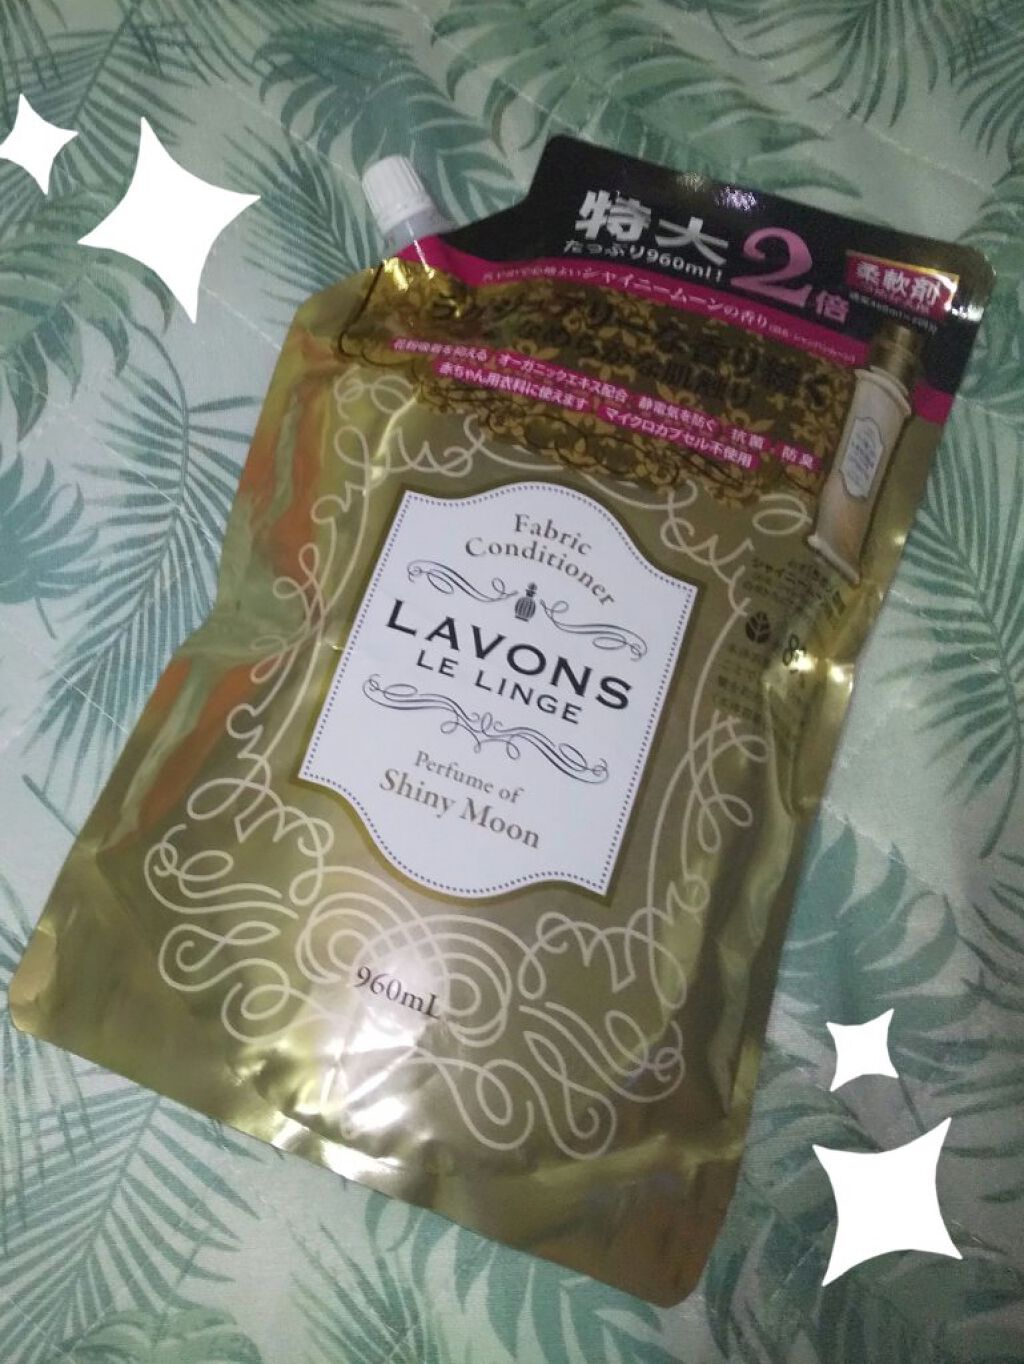 特大
2倍
たっぷり960ml!
柔軟剤
シャイニームーンの香り
花粉吸着を抑える オーガニックエキス配合 静電気を防ぐ 抗菌 防臭
赤ちゃん用衣料に使えます マイクロカプセル不使用
Fabric
Conditioner
LAVONS
LE LINGE
Perfume of
Shiny Moon
960mL